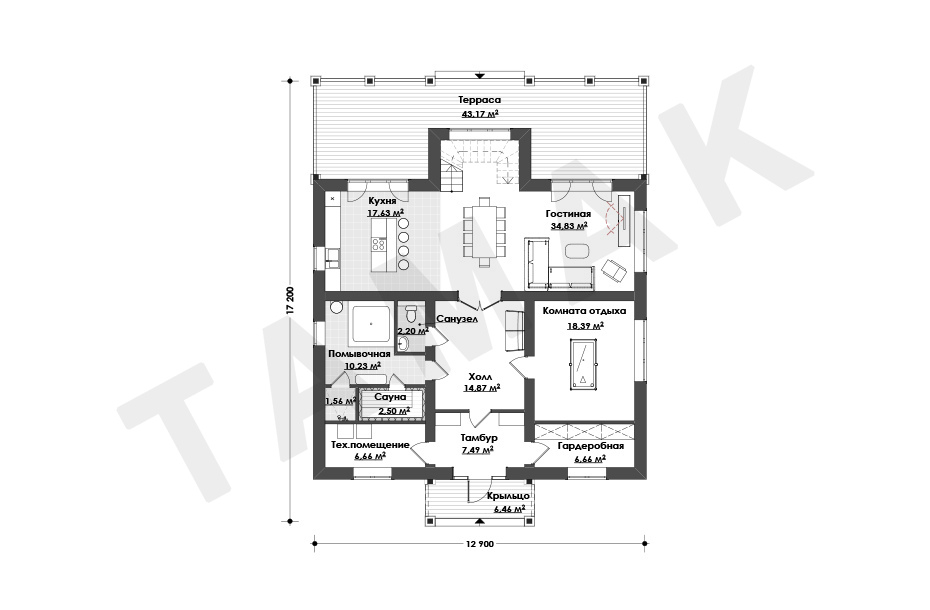 Терраса
43,17 м²
Кухня
17.63 м²
Гостиная
34,83 м²
17 200
Санузел
2.20 м²
Комната отдыха
18.39 м²
Помывочная
10.23 м²
Холл
14.87 м²
1,56 м²
Сауна
2,50 м²
Тех.помещение
6,66 м²
Тамбур
7,49 м²
Гардеробная
6,66 м²
Крыльцо
6,46 м²
12 900
TAMAK